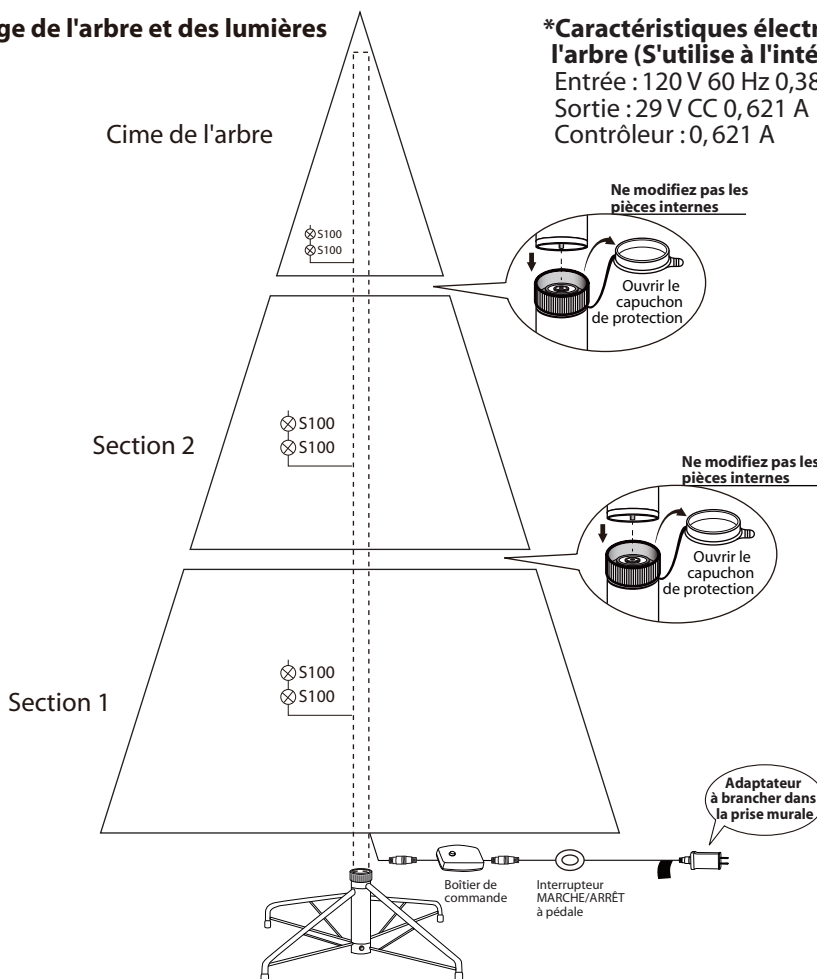 ge de l'arbre et des lumières
*Caractéristiques électr
l'arbre (S'utilise à l'inté
Entrée : 120 V 60 Hz 0,38
Sortie : 29 V CC 0, 621 A
Contrôleur : 0, 621 A
Cime de l'arbre
S100
S100
Ne modifiez pas les
pièces internes
Ouvrir le
capuchon
de protection
Section 2
S100
S100
Ne modifiez pas les
pièces internes
Ouvrir le
capuchon
de protection
Section 1
S100
S100
Adaptateur
à brancher dans
la prise murale
Boîtier de
commande
Interrupteur
MARCHE/ARRÊT
à pédale